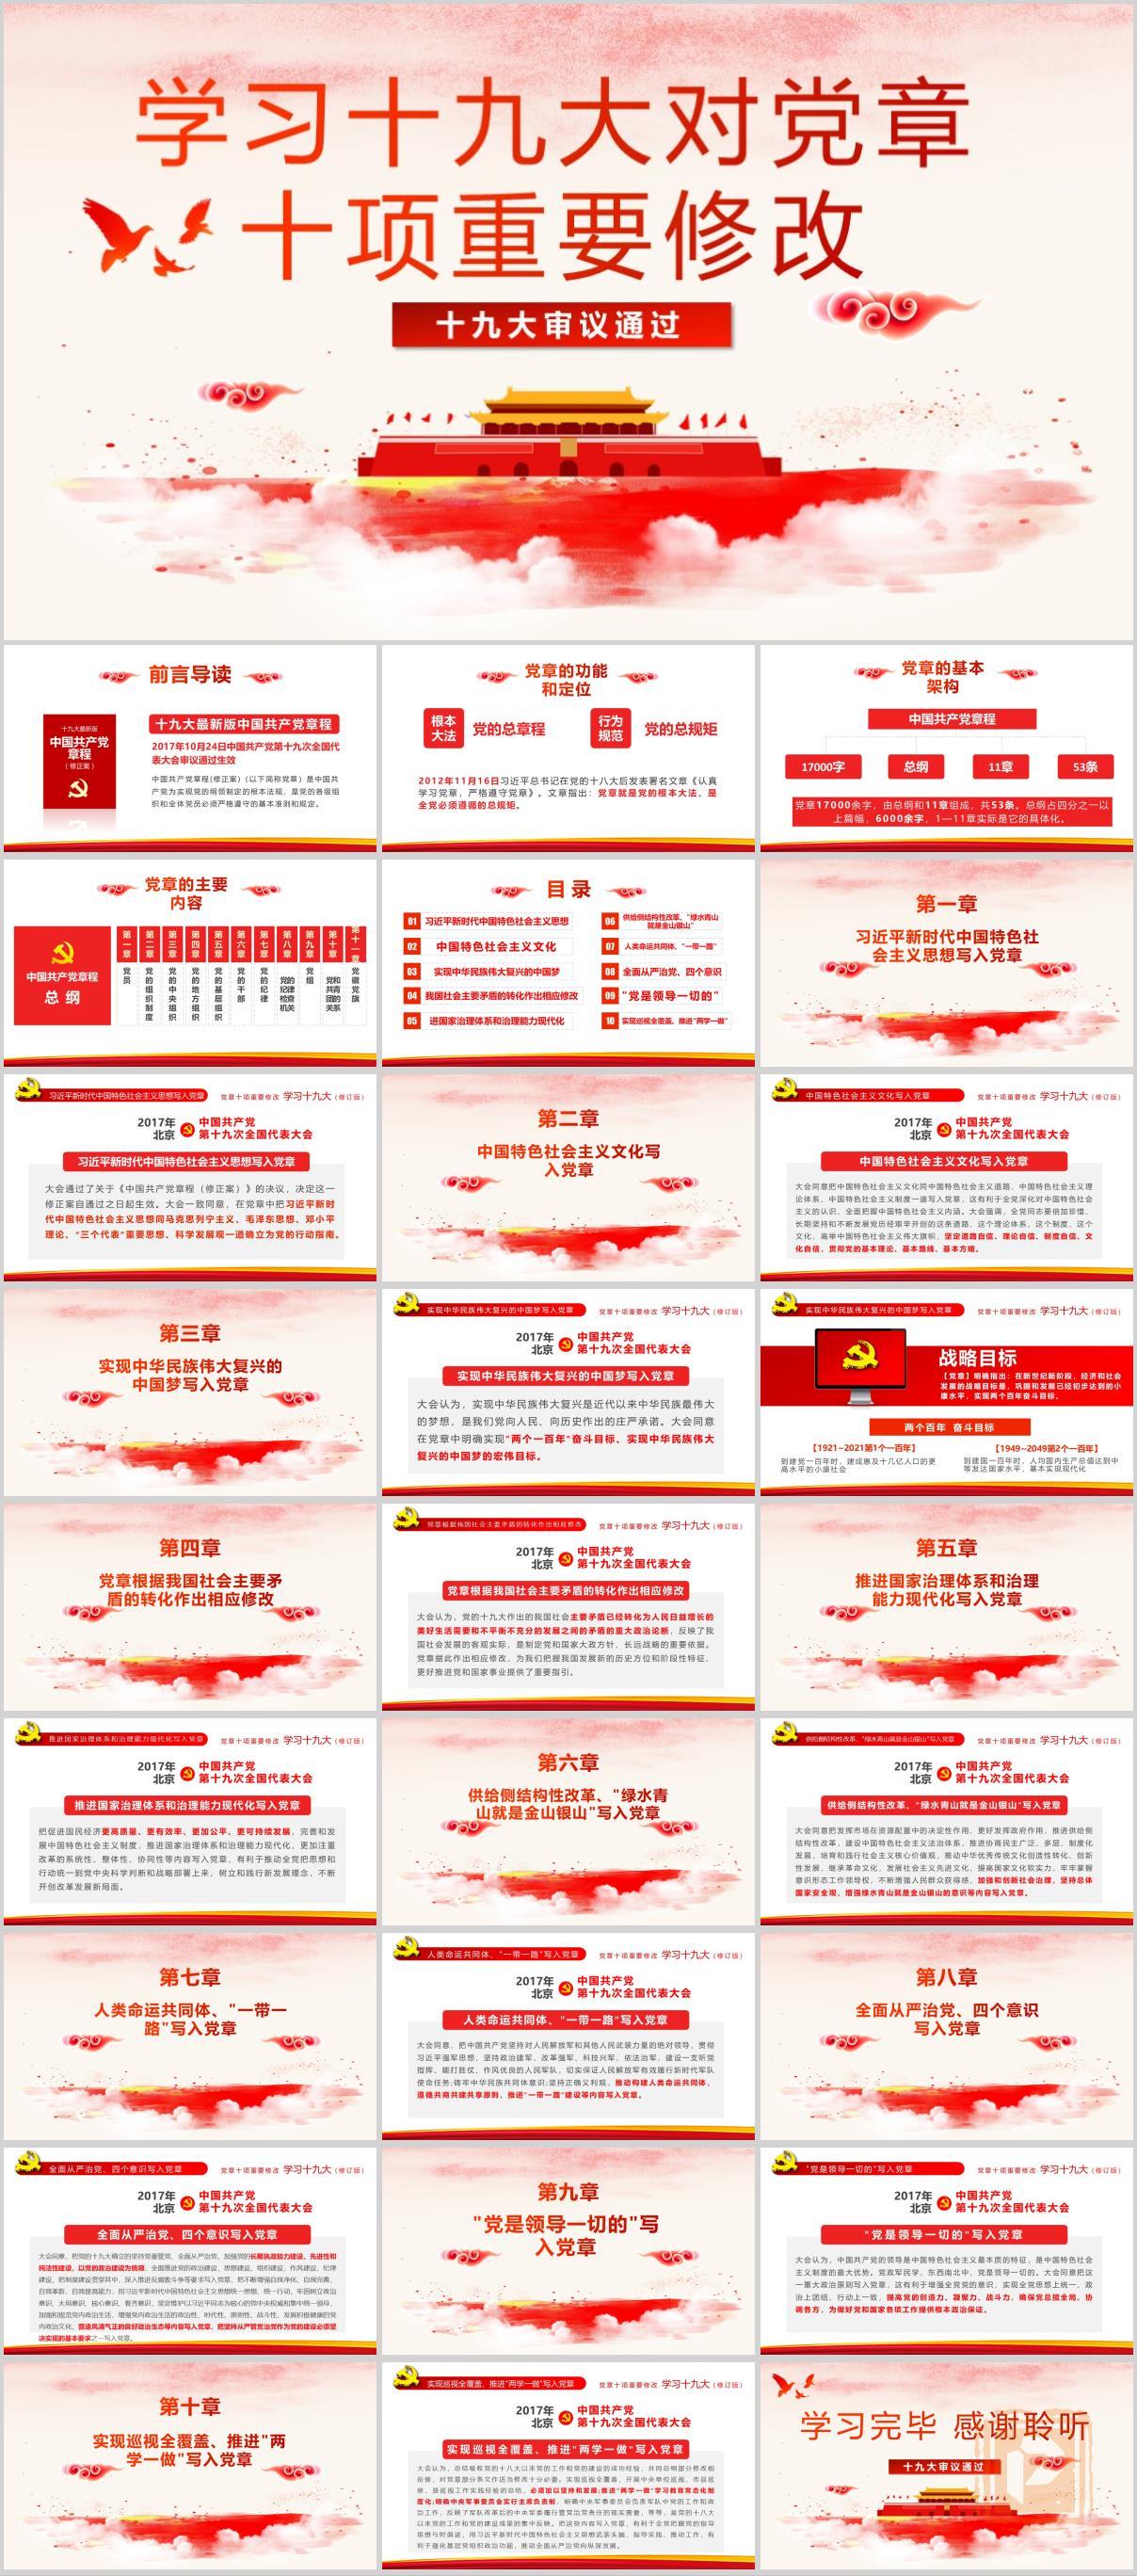 学习十九大对党章
十项重要修改
十九大审议通过
前言导读
十九大最新版
中国共产党
章程
(修正案)
十九大最新版中国共产党章程
2017年10月24日中国共产党第十九次全国代
表大会审议通过生效
中国共产党章程(修正案)(以下简称党章)是中国共
产党为实现党的纲领制定的根本法规，是党的各级组
织和全体党员必须严格遵守的基本准则和规定。
党章的功能
和定位
根本
大法
党的总章程
行为
规范
党的总规矩
2012年11月16日习近平总书记在党的十八大后发表署名文章《认真
学习党章，严格遵守党章》。文章指出：党章就是党的根本大法，是
全党必须遵循的总规矩。
党章的基本
架构
中国共产党章程
17000字
总纲
11章
53条
党章17000余字，由总纲和11章组成，共53条。总纲占四分之一以
上篇幅，6000余字，1—11章实际是它的具体化。
党章的主要
内容
中国共产党章程
总 纲
第一章
党员
第二章
党的组织制度
第三章
党的中央组织
第四章
党的地方组织
第五章
党的基层组织
第六章
党的干部
第七章
党的纪律
第八章
党的纪律检查机关
第九章
党组
第十章
党和共青团的关系
第十一章
党徽党旗
目 录
01 习近平新时代中国特色社会主义思想
02 中国特色社会主义文化
03 实现中华民族伟大复兴的中国梦
04 我国社会主要矛盾的转化作出相应修改
05 进国家治理体系和治理能力现代化
06 供给侧结构性改革、"绿水青山
就是金山银山"
07 人类命运共同体、"一带一路"
08 全面从严治党、四个意识
09 "党是领导一切的"
10 实现巡视全覆盖、推进"两学一做"
第一章
习近平新时代中国特色社
会主义思想写入党章
习近平新时代中国特色社会主义思想写入党章
党章十项重要修改 学习十九大（修订版）
2017年
北京
中国共产党
第十九次全国代表大会
习近平新时代中国特色社会主义思想写入党章
大会通过了关于《中国共产党章程（修正案）》的决议，决定这一
修正案自通过之日起生效。大会一致同意，在党章中把习近平新时
代中国特色社会主义思想同马克思列宁主义、毛泽东思想、邓小平
理论、"三个代表"重要思想、科学发展观一道确立为党的行动指南。
第二章
中国特色社会主义文化写
入党章
中国特色社会主义文化写入党章
党章十项重要修改 学习十九大（修订版）
2017年
北京
中国共产党
第十九次全国代表大会
中国特色社会主义文化写入党章
大会同意把中国特色社会主义文化同中国特色社会主义道路、中国特色社会主义理
论体系、中国特色社会主义制度一道写入党章，这有利于全党深化对中国特色社会
主义的认识、全面把握中国特色社会主义内涵。大会强调，全党同志要倍加珍惜、
长期坚持和不断发展党历经艰辛开创的这条道路、这个理论体系、这个制度、这个
文化，高举中国特色社会主义伟大旗帜，坚定道路自信、理论自信、制度自信、文
化自信，贯彻党的基本理论、基本路线、基本方略。
第三章
实现中华民族伟大复兴的
中国梦写入党章
实现中华民族伟大复兴的中国梦写入党章
党章十项重要修改 学习十九大（修订版）
2017年
北京
中国共产党
第十九次全国代表大会
实现中华民族伟大复兴的中国梦写入党章
大会认为，实现中华民族伟大复兴是近代以来中华民族最伟大
的梦想，是我们党向人民、向历史作出的庄严承诺。大会同意
在党章中明确实现"两个一百年"奋斗目标、实现中华民族伟大
复兴的中国梦的宏伟目标。
实现中华民族伟大复兴的中国梦写入党章
党章十项重要修改 学习十九大（修订版）
战略目标
【党章】明确指出：在新世纪新阶段，经济和社会
发展的战略目标是，巩固和发展已经初步达到的小
康水平，实现两个百年奋斗目标。
两个百年 奋斗目标
【1921~2021第1个一百年】
到建党一百年时，建成惠及十几亿人口的更
高水平的小康社会
【1949~2049第2个一百年】
到建国一百年时，人均国内生产总值达到中
等发达国家水平，基本实现现代化
第四章
党章根据我国社会主要矛
盾的转化作出相应修改
党章根据我国社会主要矛盾的转化作出相应修改
党章十项重要修改 学习十九大（修订版）
2017年
北京
中国共产党
第十九次全国代表大会
党章根据我国社会主要矛盾的转化作出相应修改
大会认为，党的十九大作出的我国社会主要矛盾已经转化为人民日益增长的
美好生活需要和不平衡不充分的发展之间的矛盾的重大政治论断，反映了我
国社会发展的客观实际，是制定党和国家大政方针、长远战略的重要依据。
党章据此作出相应修改，为我们把握我国发展新的历史方位和阶段性特征、
更好推进党和国家事业提供了重要指引。
第五章
推进国家治理体系和治理
能力现代化写入党章
推进国家治理体系和治理能力现代化写入党章
党章十项重要修改 学习十九大（修订版）
2017年
北京
中国共产党
第十九次全国代表大会
推进国家治理体系和治理能力现代化写入党章
把促进国民经济更高质量、更有效率、更加公平、更可持续发展，完善和发
展中国特色社会主义制度，推进国家治理体系和治理能力现代化，更加注重
改革的系统性、整体性、协同性等内容写入党章，有利于推动全党把思想和
行动统一到党中央科学判断和战略部署上来，树立和践行新发展理念，不断
开创改革发展新局面。
第六章
供给侧结构性改革、"绿水青
山就是金山银山"写入党章
供给侧结构性改革、"绿水青山就是金山银山"写入党章
党章十项重要修改 学习十九大（修订版）
2017年
北京
中国共产党
第十九次全国代表大会
供给侧结构性改革、"绿水青山就是金山银山"写入党章
大会同意把发挥市场在资源配置中的决定性作用，更好发挥政府作用，推进供给侧
结构性改革，建设中国特色社会主义法治体系，推进协商民主广泛、多层、制度化
发展，培育和践行社会主义核心价值观，推动中华优秀传统文化创造性转化、创新
性发展，继承革命文化，发展社会主义先进文化，提高国家文化软实力，牢牢掌握
意识形态工作领导权，不断增强人民群众获得感，加强和创新社会治理，坚持总体
国家安全观，增强绿水青山就是金山银山的意识等内容写入党章。
第七章
人类命运共同体、"一带一
路"写入党章
人类命运共同体、"一带一路"写入党章
党章十项重要修改 学习十九大（修订版）
2017年
北京
中国共产党
第十九次全国代表大会
人类命运共同体、"一带一路"写入党章
大会同意，把中国共产党坚持对人民解放军和其他人民武装力量的绝对领导，贯彻
习近平强军思想，坚持政治建军、改革强军、科技兴军、依法治军，建设一支听党
指挥、能打胜仗、作风优良的人民军队，切实保证人民解放军有效履行新时代军队
使命任务;铸牢中华民族共同体意识;坚持正确义利观，推动构建人类命运共同体，
遵循共商共建共享原则，推进"一带一路"建设等内容写入党章。
第八章
全面从严治党、四个意识
写入党章
全面从严治党、四个意识写入党章
党章十项重要修改 学习十九大（修订版）
2017年
北京
中国共产党
第十九次全国代表大会
全面从严治党、四个意识写入党章
第九章
"党是领导一切的"写
入党章
"党是领导一切的"写入党章
党章十项重要修改 学习十九大（修订版）
2017年
北京
中国共产党
第十九次全国代表大会
"党是领导一切的"写入党章
大会认为，中国共产党的领导是中国特色社会主义最本质的特征，是中国特色社会
主义制度的最大优势。党政军民学，东西南北中，党是领导一切的。大会同意把这
一重大政治原则写入党章，这有利于增强全党党的意识，实现全党思想上统一、政
治上团结、行动上一致，提高党的创造力、凝聚力、战斗力，确保党总揽全局、协
调各方，为做好党和国家各项工作提供根本政治保证。
第十章
实现巡视全覆盖、推进"两
学一做"写入党章
实现巡视全覆盖、推进"两学一做"写入党章
党章十项重要修改 学习十九大（修订版）
2017年
北京
中国共产党
第十九次全国代表大会
实现巡视全覆盖、推进"两学一做"写入党章
学习完毕 感谢聆听
十九大审议通过